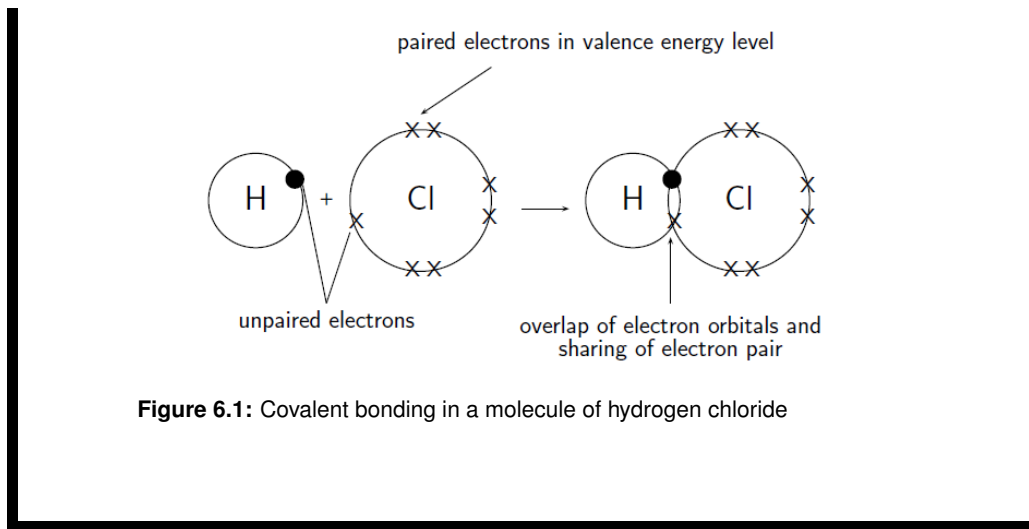 paired electrons in valence energy level
X X X X
H + Cl X H Cl X
X X X X
X X X X
unpaired electrons
overlap of electron orbitals and
sharing of electron pair
Figure 6.1: Covalent bonding in a molecule of hydrogen chloride